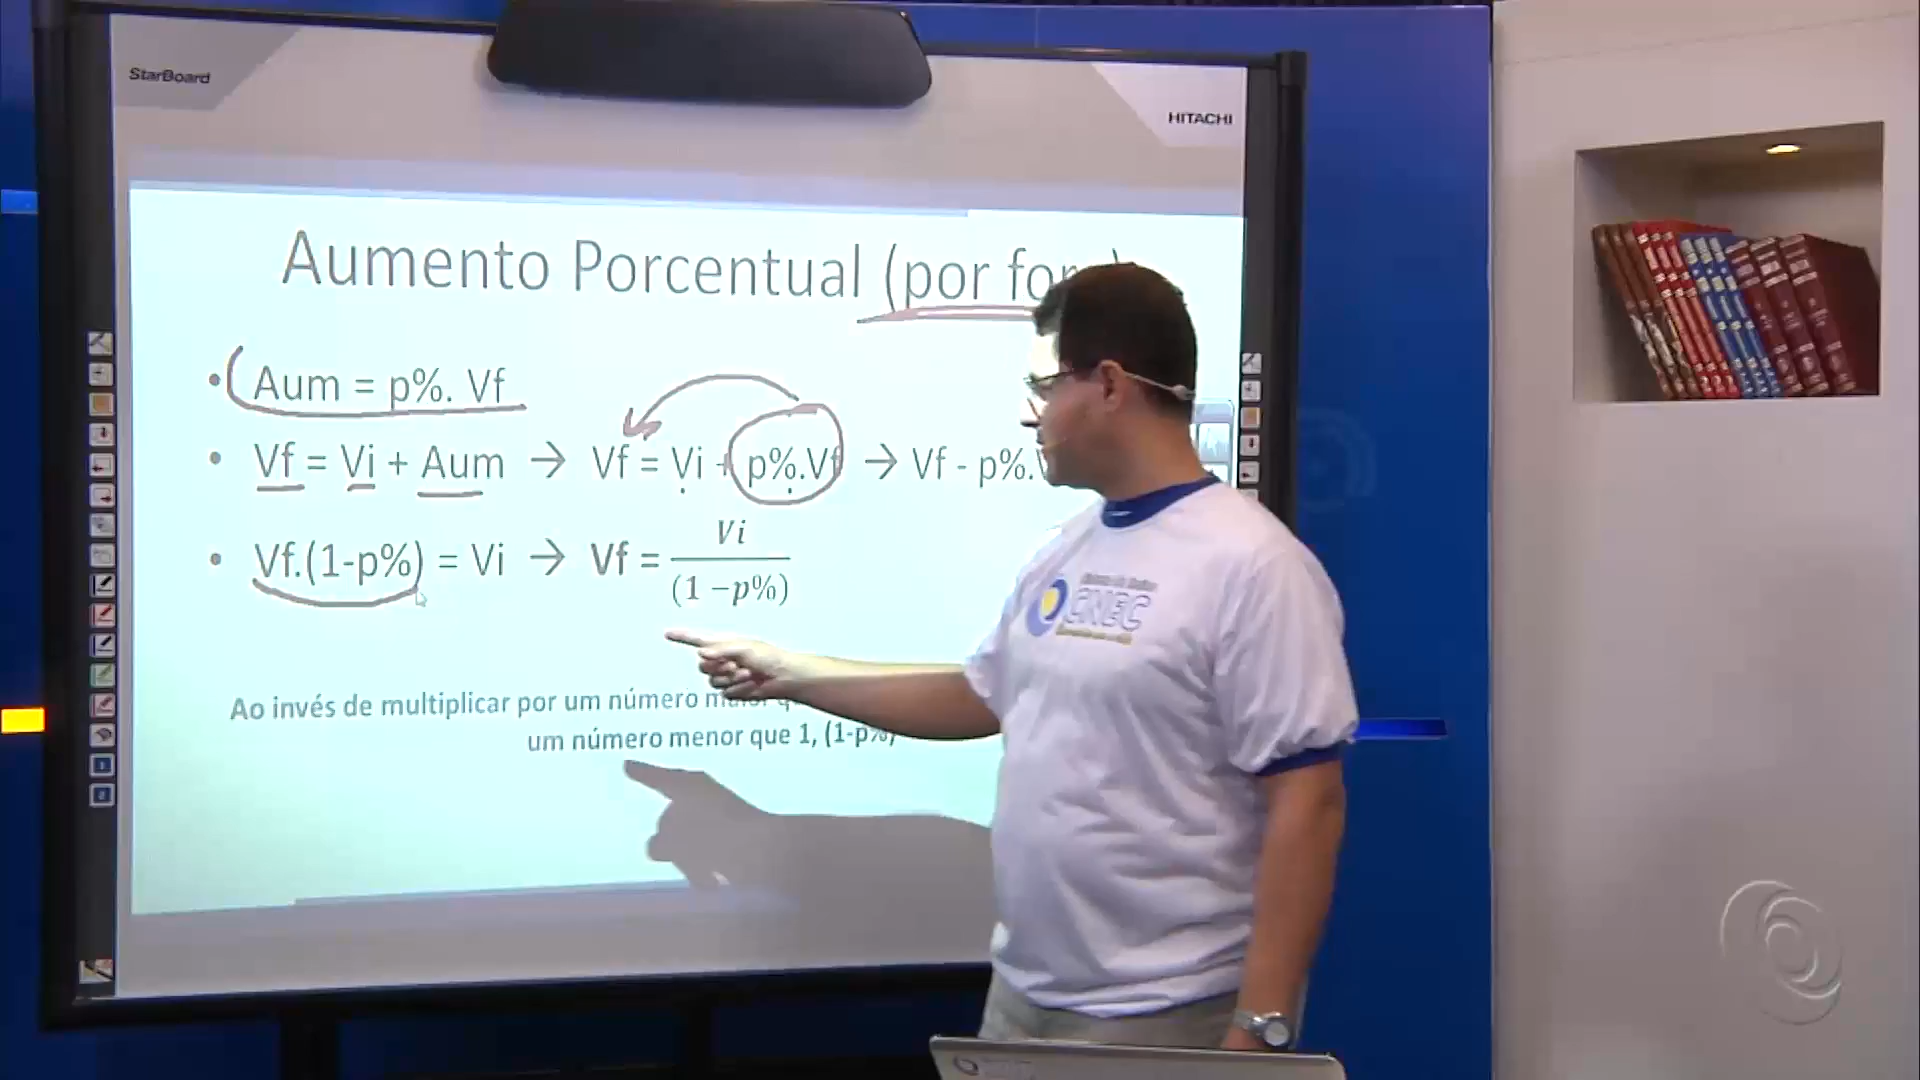 StarBoard
HITACHI
Aumento Porcentual (por
• Aum = p%. Vf
• Vf = Vi + Aum → Vf = Vi + p%.Vf → Vf - p%.
• Vf.(1-p%) = Vi → Vf = Vi / (1 −p%)
Ao invés de multiplicar por um número
um número menor que 1, (1-p%)
CNEC